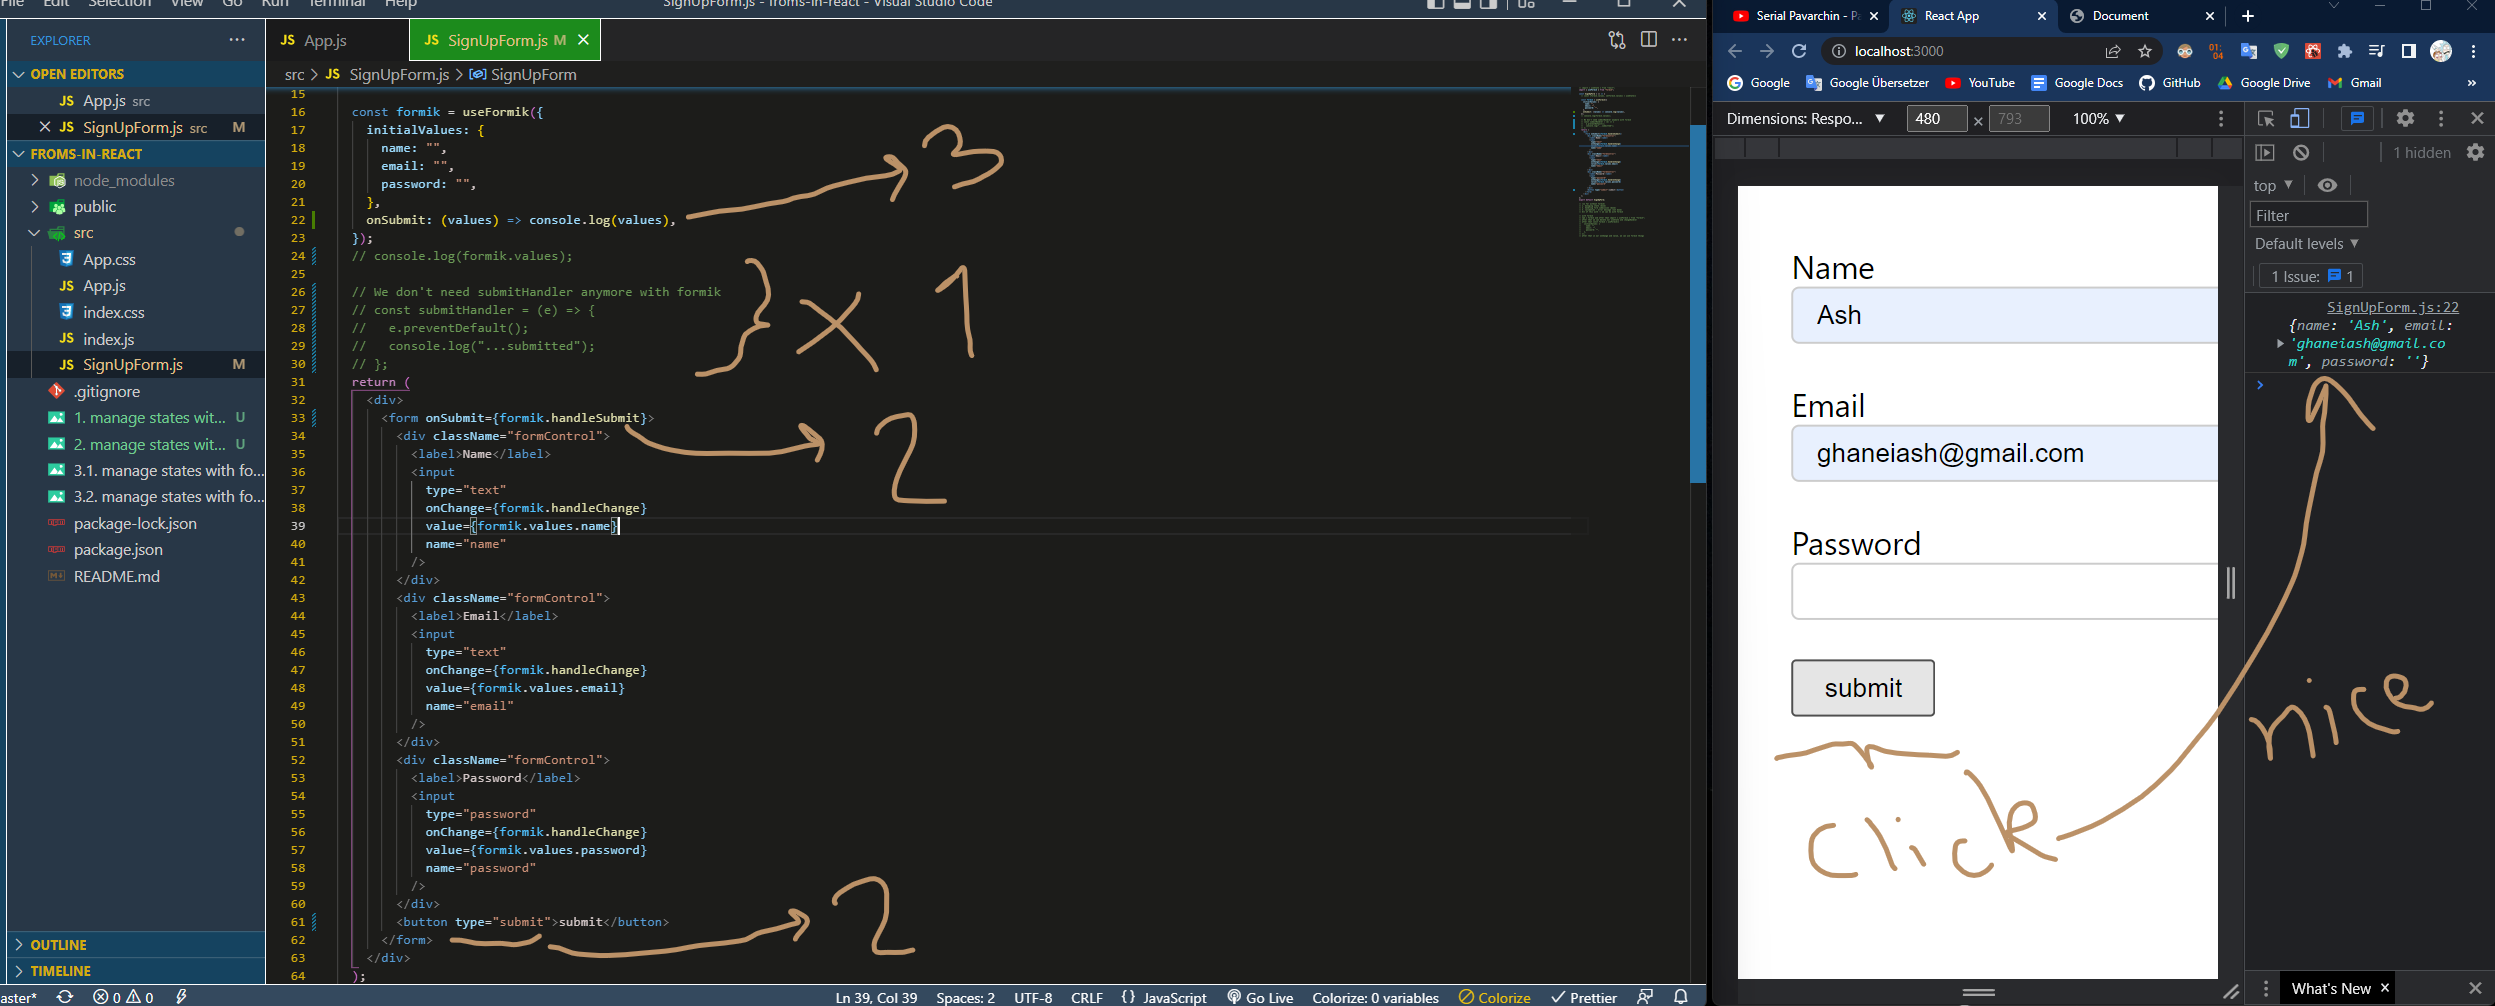 File Edit Selection View Go Run Terminal Help
SignUpForm.js - froms-in-react - Visual Studio Code
EXPLORER
OPEN EDITORS
JS App.js src
JS SignUpForm.js src M
FROMS-IN-REACT
node_modules
public
src
App.css
JS App.js
index.css
JS index.js
JS SignUpForm.js M
.gitignore
1. manage states wit... U
2. manage states wit... U
3.1. manage states with fo...
3.2. manage states with fo...
package-lock.json
package.json
README.md
OUTLINE
TIMELINE
JS App.js
JS SignUpForm.js M
src > JS SignUpForm.js > SignUpForm
15
16 const formik = useFormik({
17 initialValues: {
18 name: "",
19 email: "",
20 password: "",
21 },
22 onSubmit: (values) => console.log(values),
23 });
24 // console.log(formik.values);
25
26 // We don't need submitHandler anymore with formik
27 // const submitHandler = (e) => {
28 //   e.preventDefault();
29 //   console.log("...submitted");
30 // };
31 return (
32 <div>
33 <form onSubmit={formik.handleSubmit}>
34 <div className="formControl">
35 <label>Name</label>
36 <input
37 type="text"
38 onChange={formik.handleChange}
39 value={formik.values.name}
40 name="name"
41 />
42 </div>
43 <div className="formControl">
44 <label>Email</label>
45 <input
46 type="text"
47 onChange={formik.handleChange}
48 value={formik.values.email}
49 name="email"
50 />
51 </div>
52 <div className="formControl">
53 <label>Password</label>
54 <input
55 type="password"
56 onChange={formik.handleChange}
57 value={formik.values.password}
58 name="password"
59 />
60 </div>
61 <button type="submit">submit</button>
62 </form>
63 </div>
64 );
3
} x 1
2
2
aster* 0 0
Ln 39, Col 39 Spaces: 2 UTF-8 CRLF {} JavaScript Go Live Colorize: 0 variables Colorize Prettier
Serial Pavarchin - Pa
React App
Document
localhost:3000
01: 04
Google Google Übersetzer YouTube Google Docs GitHub Google Drive Gmail »
Dimensions: Respo... 480 × 793 100%
1 hidden
top
Filter
Default levels
1 Issue: 1
SignUpForm.js:22
{name: 'Ash', email:
'ghaneiash@gmail.co
m', password: ''}
Name
Ash
Email
ghaneiash@gmail.com
Password
submit
click
nice
What's New